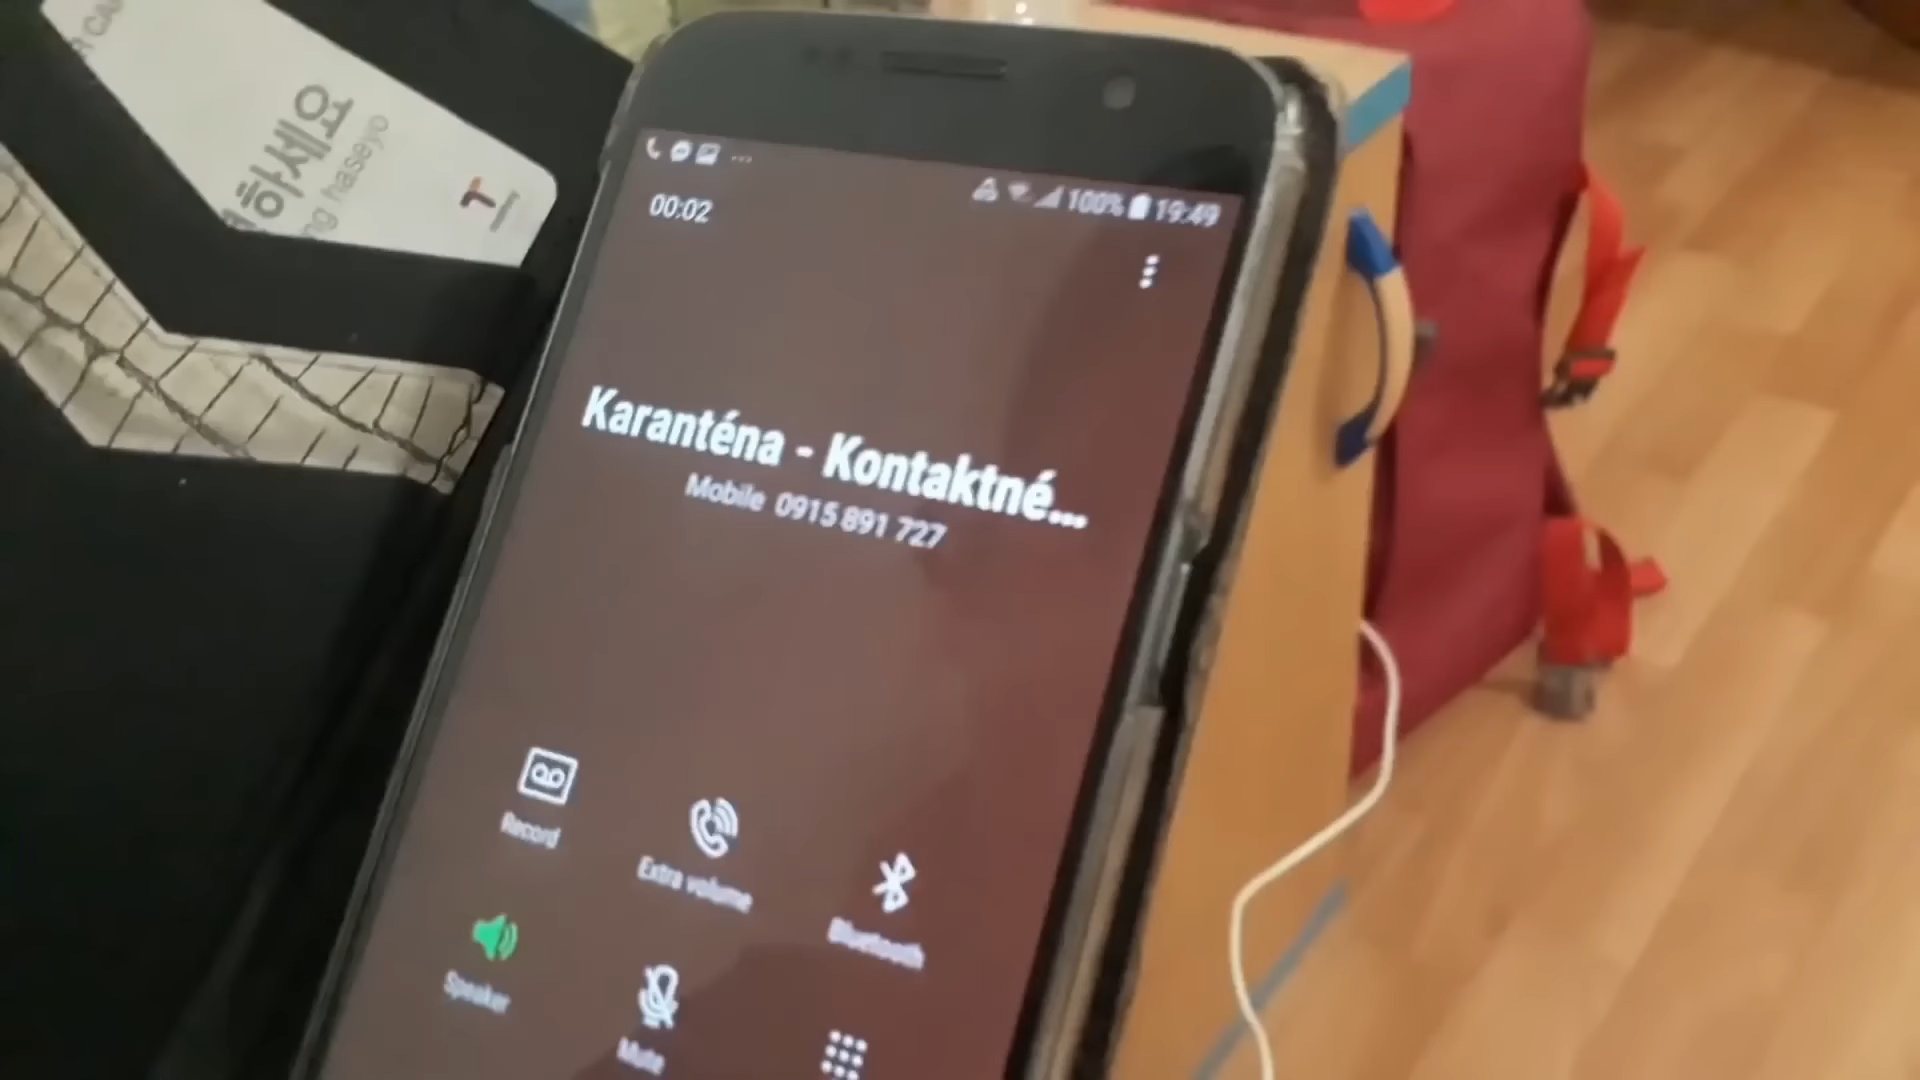 하세요
ng haseyo
00:02
100% 19:49
Karanténa - Kontaktné...
Mobile 0915 891 727
Record
Extra volume
Bluetooth
Speaker
Mute